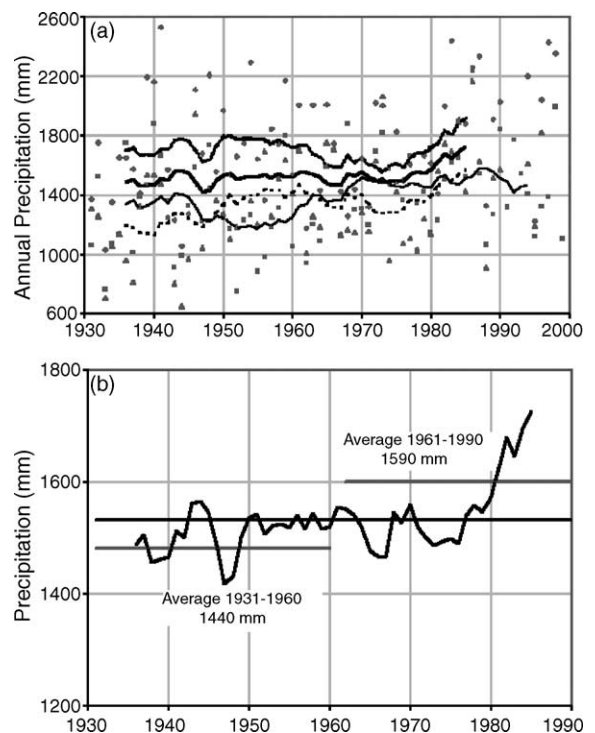 (a)
Annual Precipitation (mm)
2600
2200
1800
1400
1000
600
1930 1940 1950 1960 1970 1980 1990 2000
(b)
Precipitation (mm)
1800
1600
1400
1200
Average 1961-1990
1590 mm
Average 1931-1960
1440 mm
1930 1940 1950 1960 1970 1980 1990